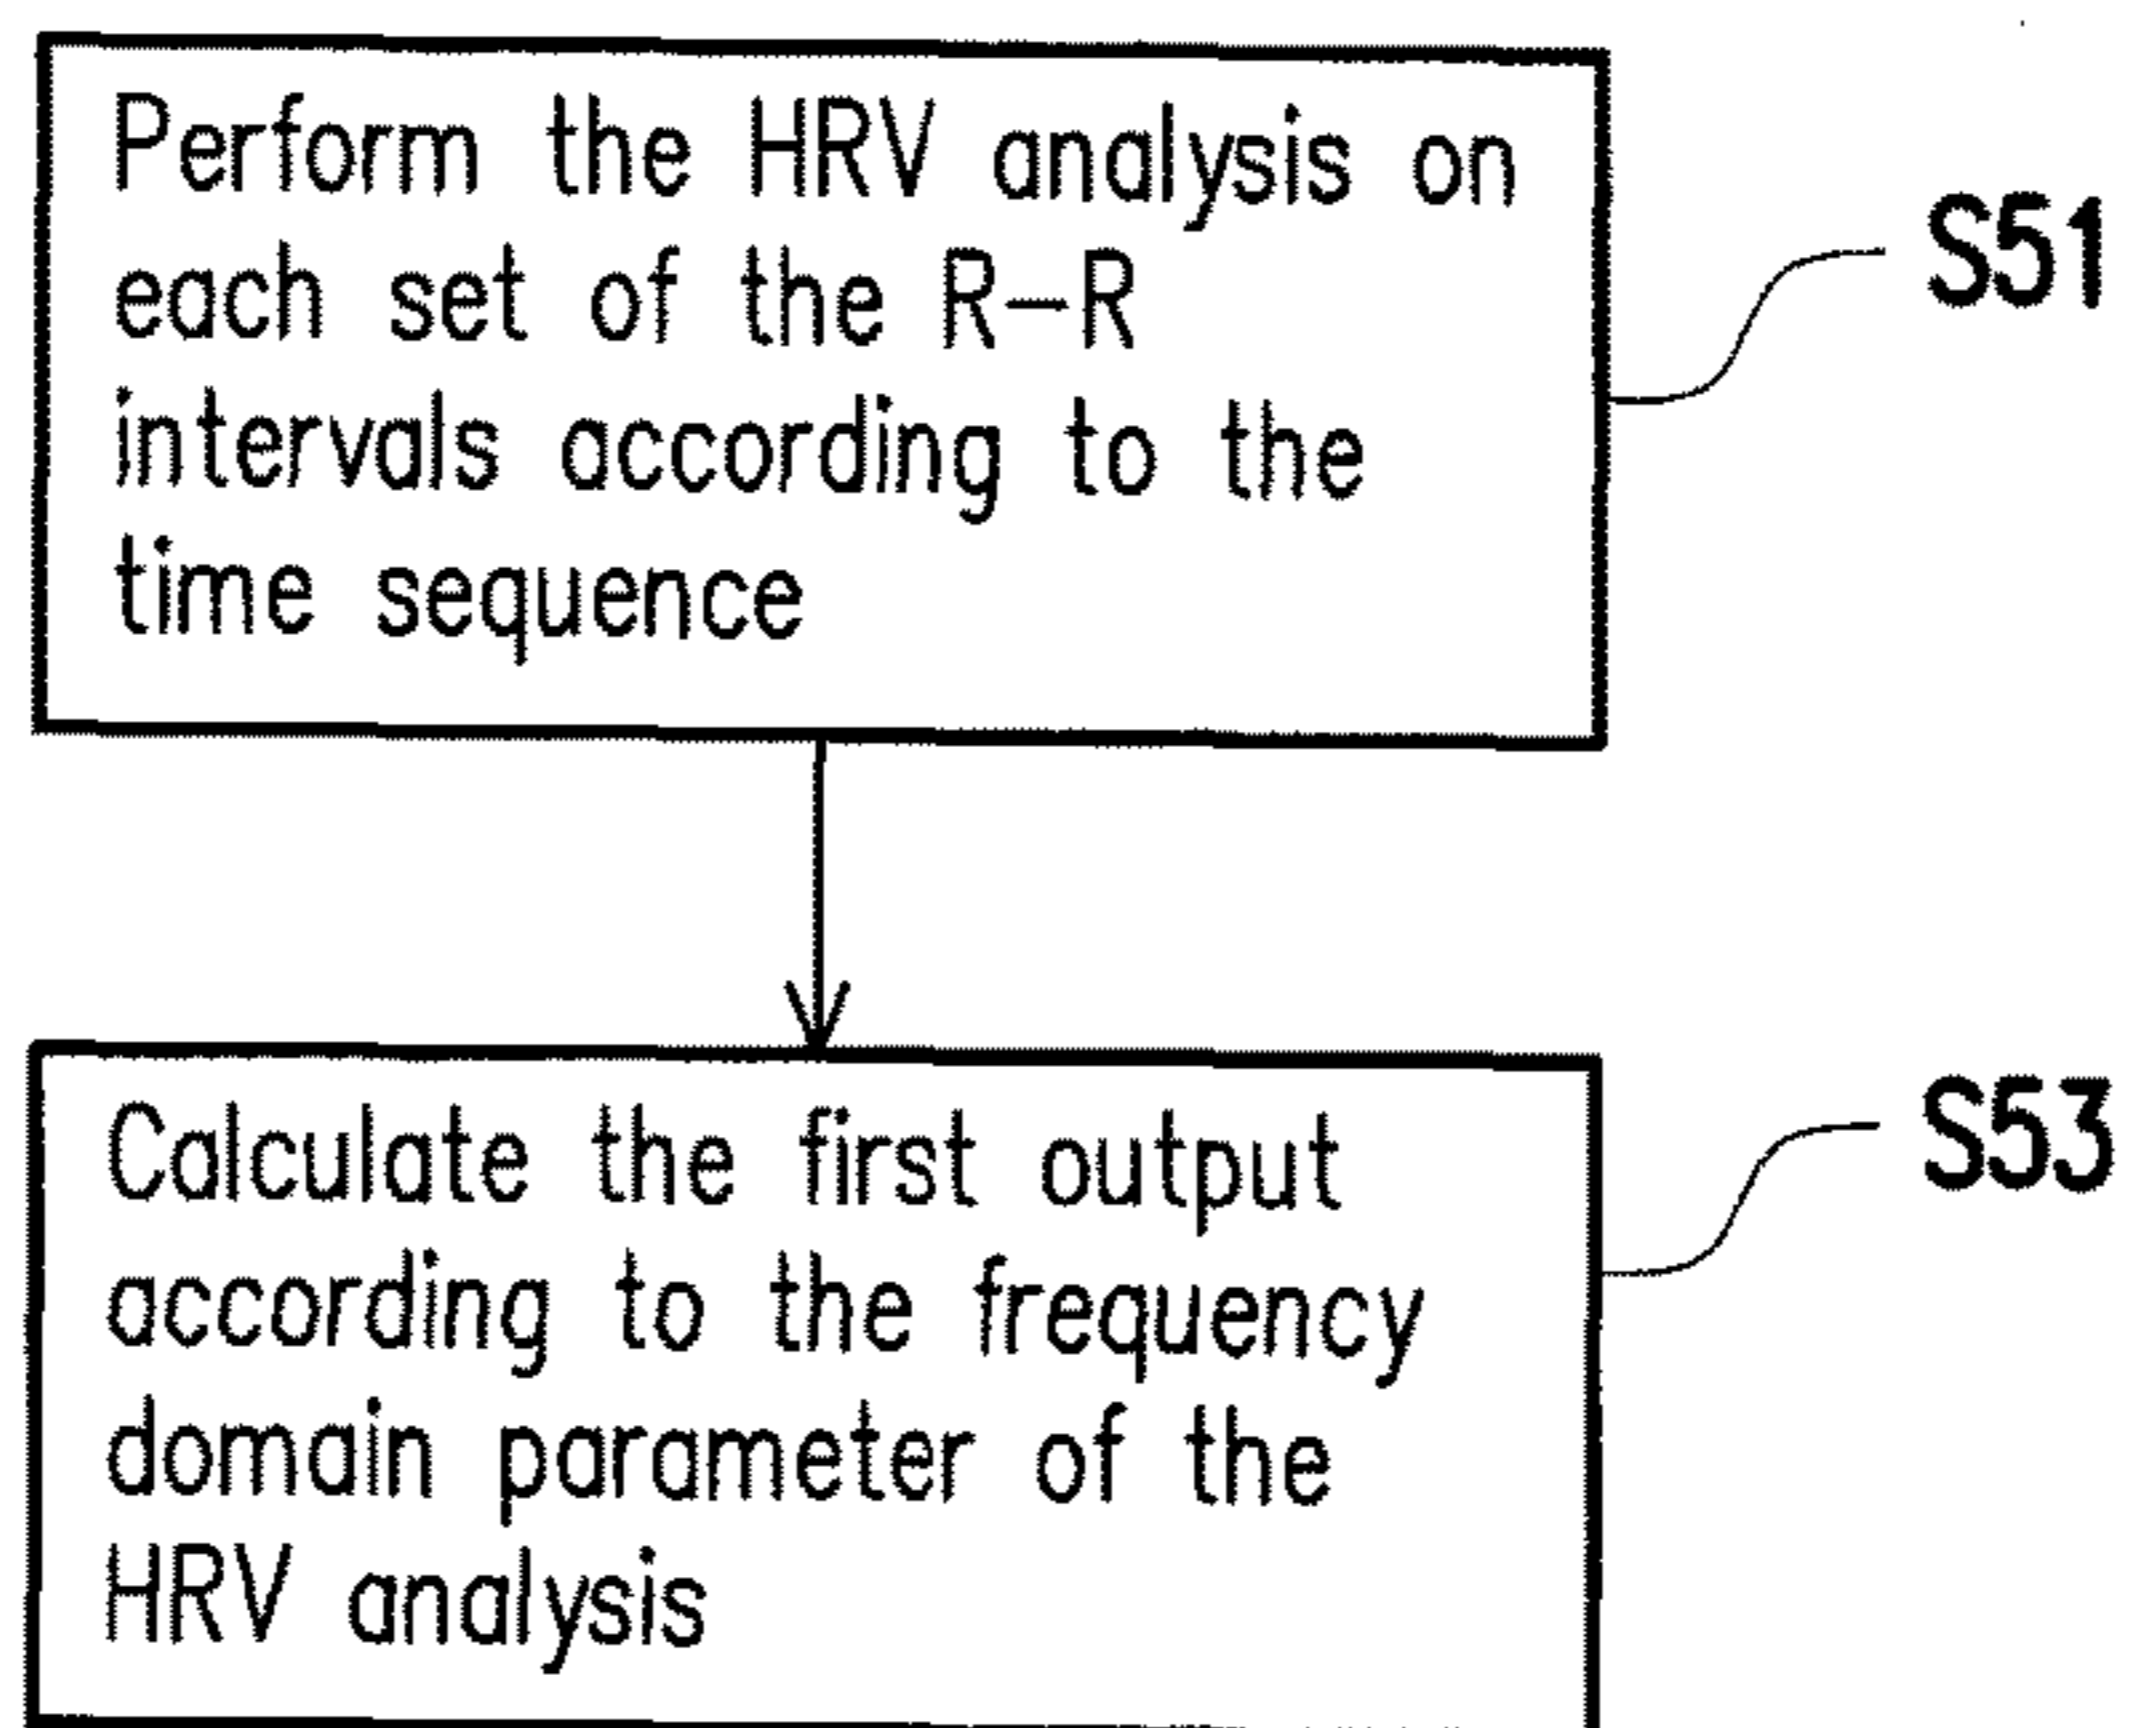 Perform the HRV analysis on
each set of the R-R
intervals according to the
time sequence
S51
Calculate the first output
according to the frequency
domain parameter of the
HRV analysis
S53